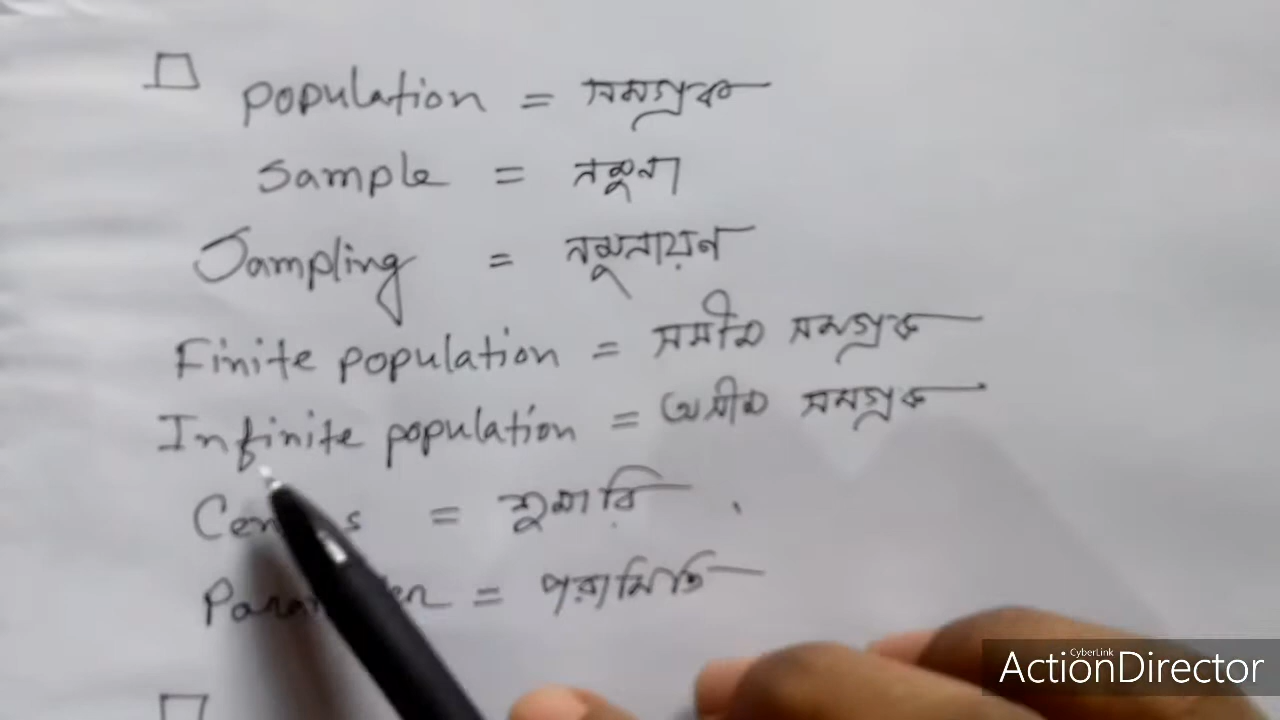 population = সমগ্রক
Sample = নমুনা
Sampling = নমুনায়ণ
Finite population = সসীম সমগ্রক
Infinite population = অসীম সমগ্রক
= শুমারি
= পরামিতি
CyberLink
ActionDirector